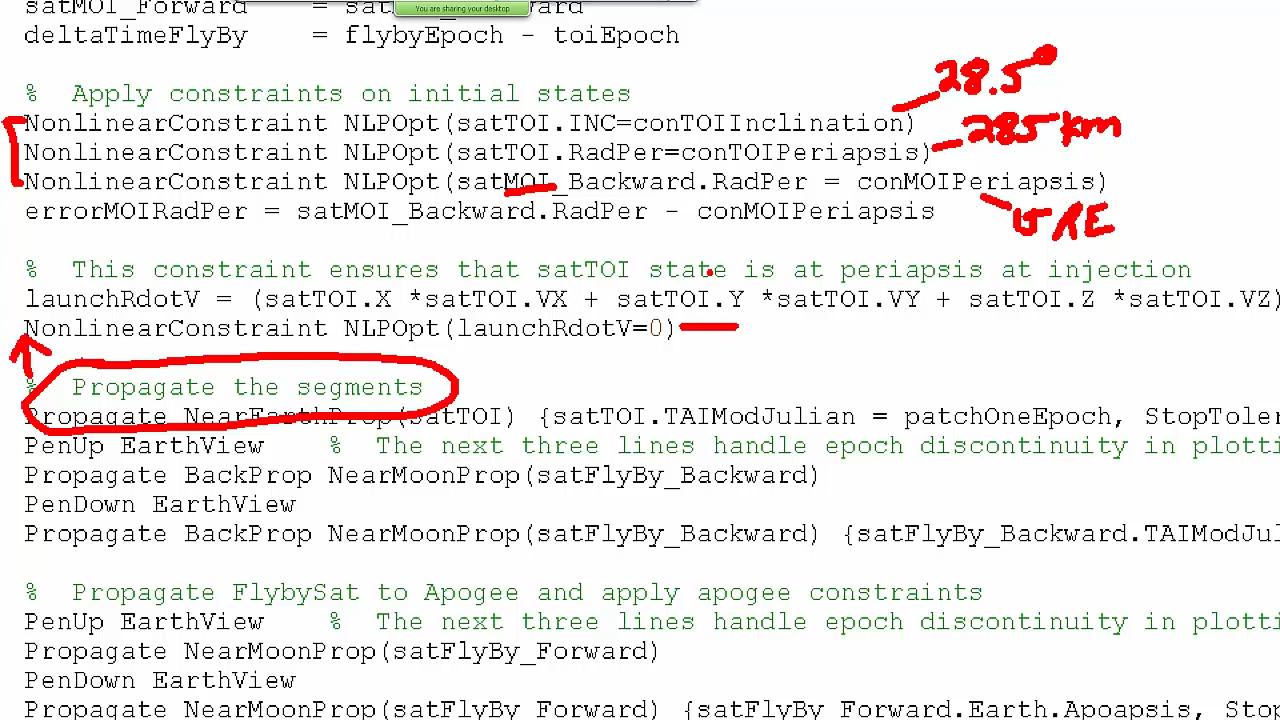 satMOI_Forward = sat
You are sharing your desktop
deltaTimeFlyBy = flybyEpoch - toiEpoch
% Apply constraints on initial states
28.5°
NonlinearConstraint NLPOpt(satTOI.INC=conTOIInclination)
285 km
NonlinearConstraint NLPOpt(satTOI.RadPer=conTOIPeriapsis)
NonlinearConstraint NLPOpt(satMOI_Backward.RadPer = conMOIPeriapsis)
errorMOIRadPer = satMOI_Backward.RadPer - conMOIPeriapsis
RE
% This constraint ensures that satTOI state is at periapsis at injection
launchRdotV = (satTOI.X *satTOI.VX + satTOI.Y *satTOI.VY + satTOI.Z *satTOI.VZ)
NonlinearConstraint NLPOpt(launchRdotV=0)
% Propagate the segments
Propagate NearEarthProp(satTOI) {satTOI.TAIModJulian = patchOneEpoch, StopToler
PenUp EarthView % The next three lines handle epoch discontinuity in plotti
Propagate BackProp NearMoonProp(satFlyBy_Backward)
PenDown EarthView
Propagate BackProp NearMoonProp(satFlyBy_Backward) {satFlyBy_Backward.TAIModJul
% Propagate FlybySat to Apogee and apply apogee constraints
PenUp EarthView % The next three lines handle epoch discontinuity in plotti
Propagate NearMoonProp(satFlyBy_Forward)
PenDown EarthView
Propagate NearMoonProp(satFlyBy_Forward) {satFlyBy_Forward.Earth.Apoapsis, Stop